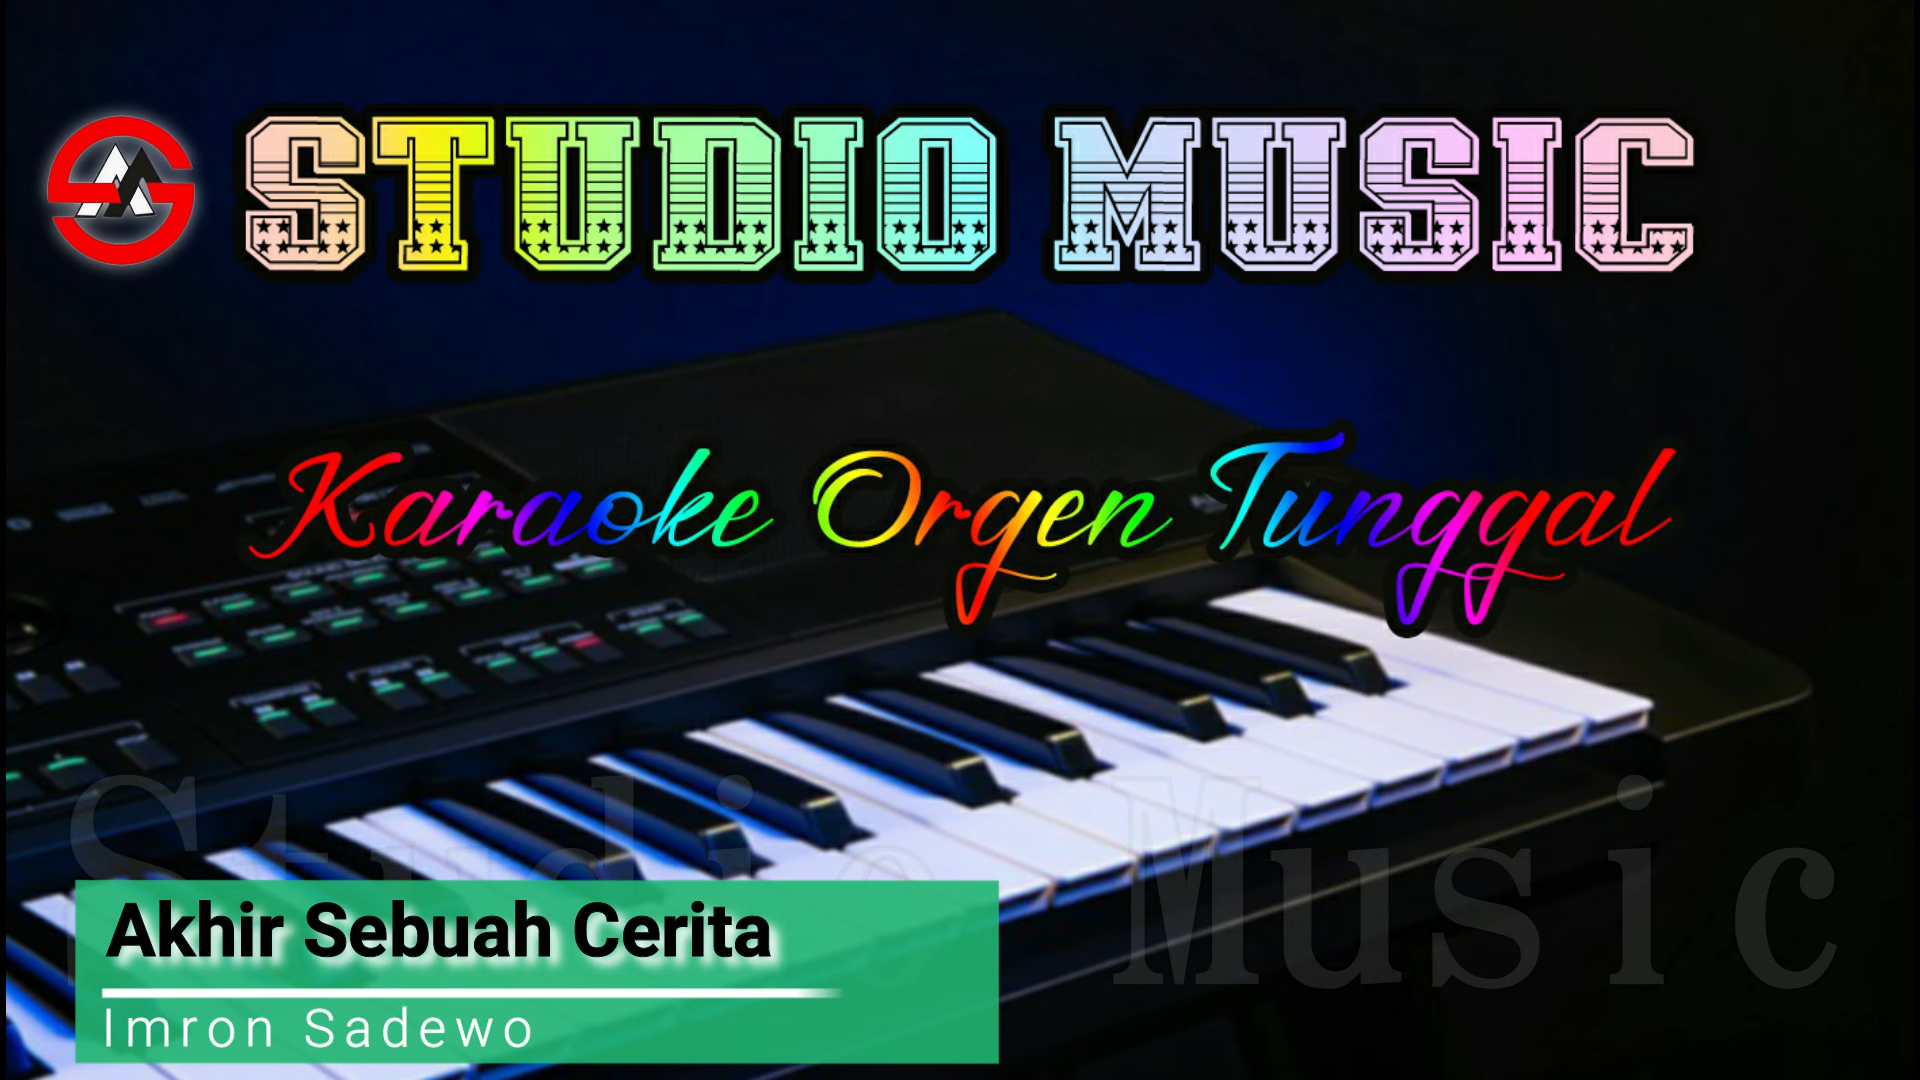 STUDIO MUSIC
Karaoke Orgen Tunggal
Studio Music
Akhir Sebuah Cerita
Imron Sadewo